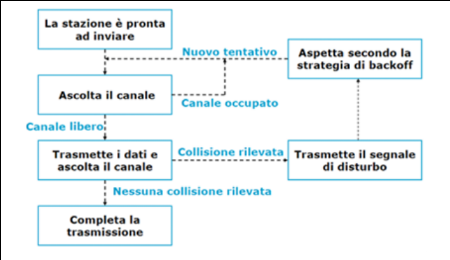 La stazione è pronta
ad inviare
Nuovo tentativo
Aspetta secondo la
strategia di backoff
Ascolta il canale
Canale occupato
Canale libero
Trasmette i dati e
ascolta il canale
Collisione rilevata
Trasmette il segnale
di disturbo
Nessuna collisione rilevata
Completa la
trasmissione